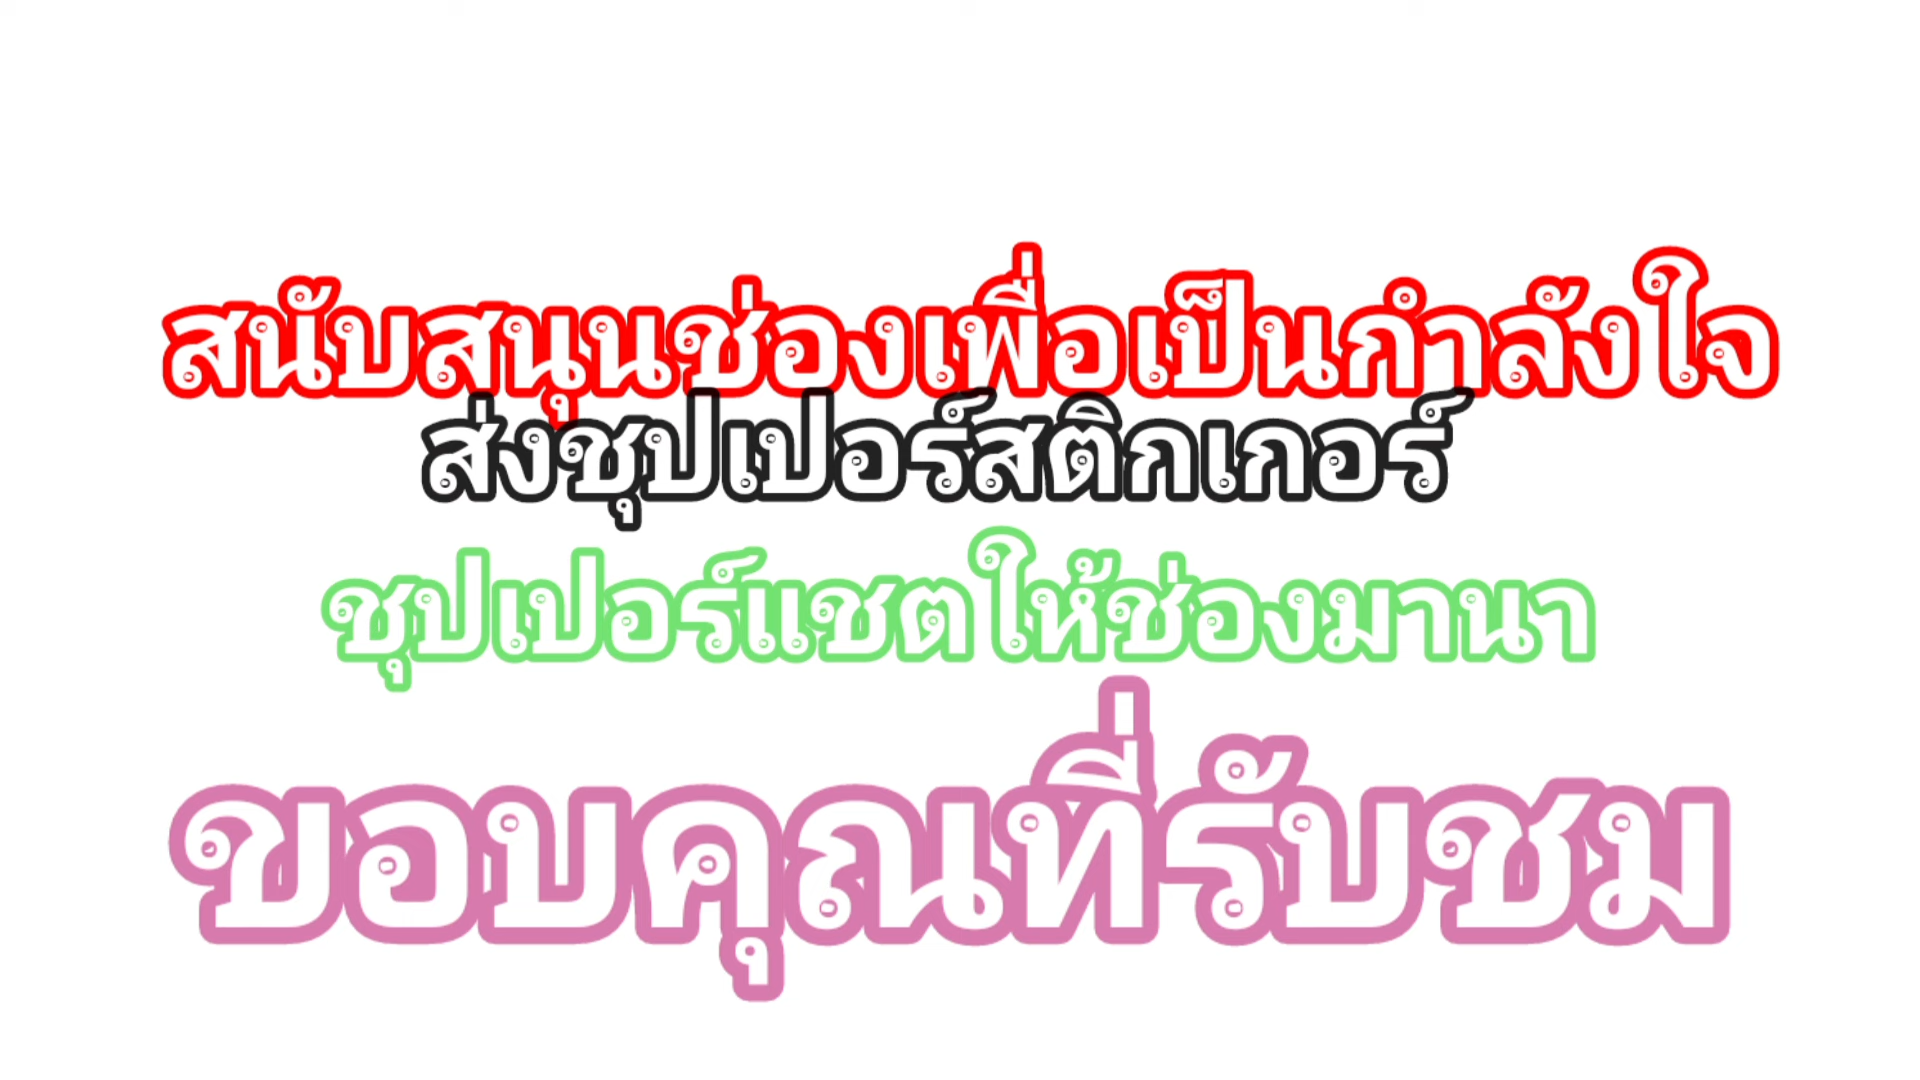 สนับสนุนช่องเพื่อเป็นกำลังใจ
ส่งซุปเปอร์สติกเกอร์
ซุปเปอร์แชตให้ช่องมานา
ขอบคุณที่รับชม